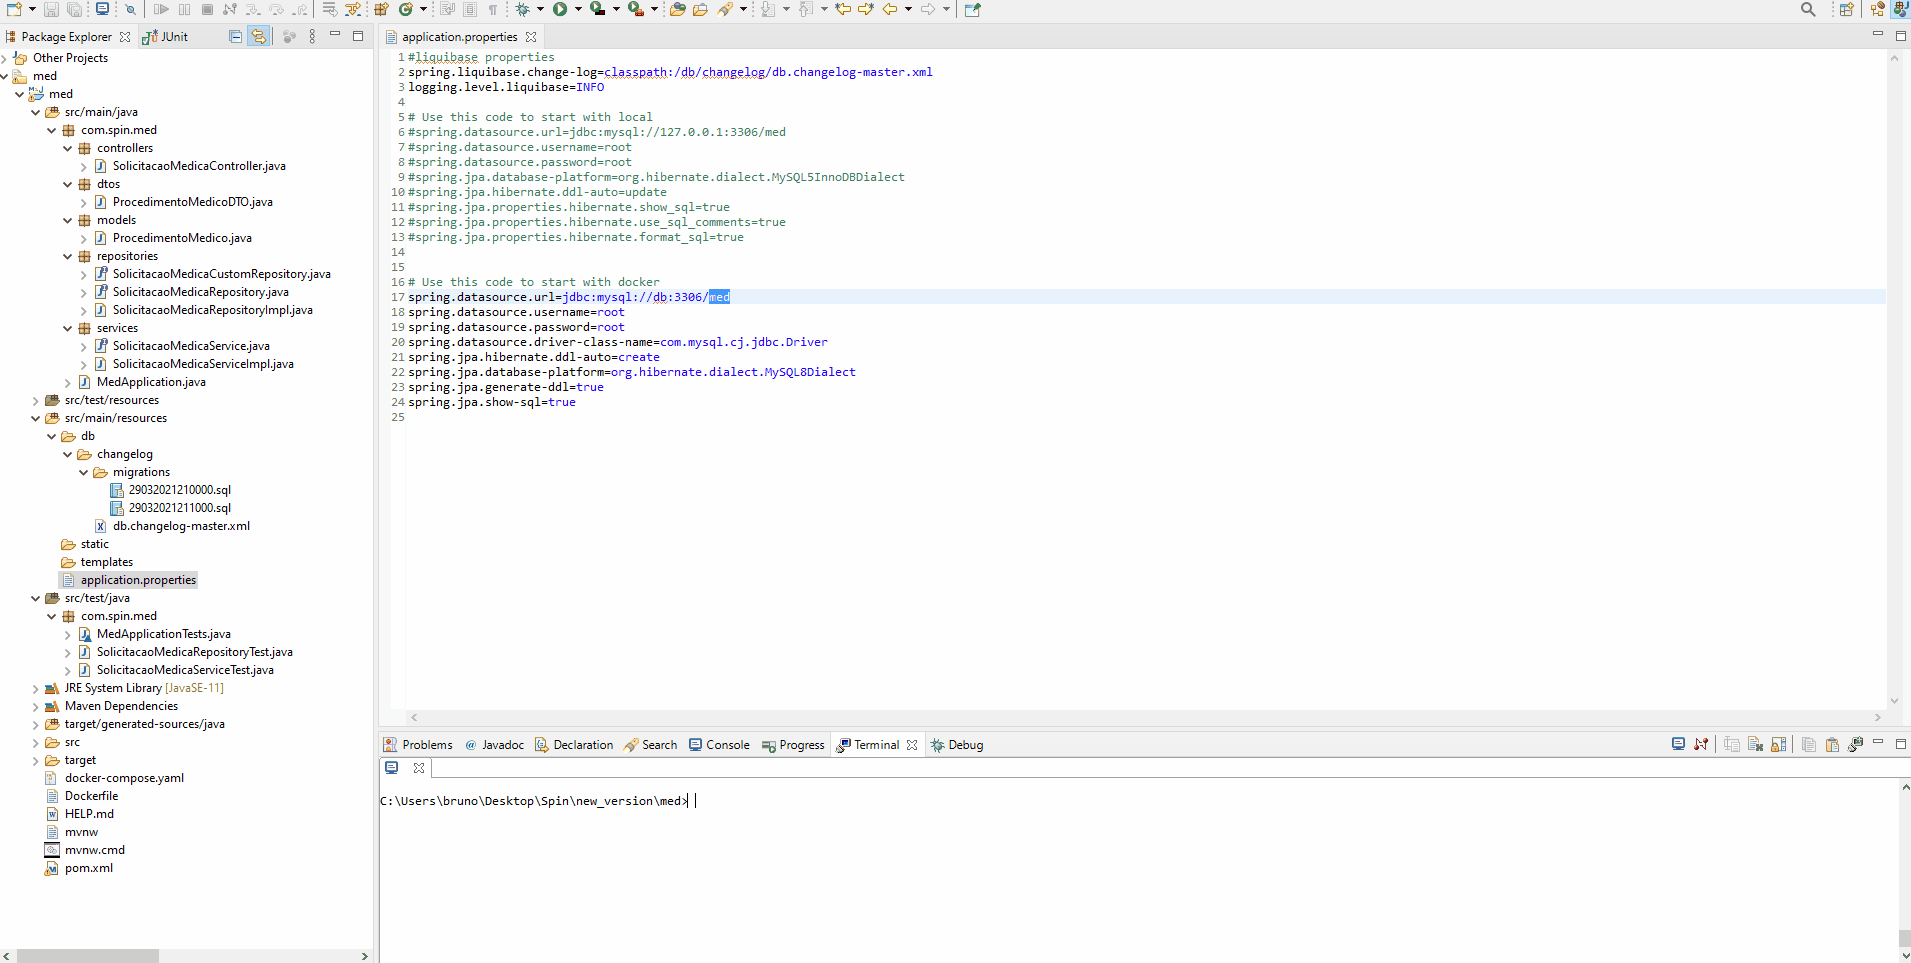 Package Explorer
JUnit
Other Projects
med
med
src/main/java
com.spin.med
controllers
SolicitacaoMedicaController.java
dtos
ProcedimentoMedicoDTO.java
models
ProcedimentoMedico.java
repositories
SolicitacaoMedicaCustomRepository.java
SolicitacaoMedicaRepository.java
SolicitacaoMedicaRepositoryImpl.java
services
SolicitacaoMedicaService.java
SolicitacaoMedicaServiceImpl.java
MedApplication.java
src/test/resources
src/main/resources
db
changelog
migrations
29032021210000.sql
29032021211000.sql
db.changelog-master.xml
static
templates
application.properties
src/test/java
com.spin.med
MedApplicationTests.java
SolicitacaoMedicaRepositoryTest.java
SolicitacaoMedicaServiceTest.java
JRE System Library [JavaSE-11]
Maven Dependencies
target/generated-sources/java
src
target
docker-compose.yaml
Dockerfile
HELP.md
mvnw
mvnw.cmd
pom.xml
application.properties
1 #liquibase properties
2 spring.liquibase.change-log=classpath:/db/changelog/db.changelog-master.xml
3 logging.level.liquibase=INFO
4
5 # Use this code to start with local
6 #spring.datasource.url=jdbc:mysql://127.0.0.1:3306/med
7 #spring.datasource.username=root
8 #spring.datasource.password=root
9 #spring.jpa.database-platform=org.hibernate.dialect.MySQL5InnoDBDialect
10 #spring.jpa.hibernate.ddl-auto=update
11 #spring.jpa.properties.hibernate.show_sql=true
12 #spring.jpa.properties.hibernate.use_sql_comments=true
13 #spring.jpa.properties.hibernate.format_sql=true
14
15
16 # Use this code to start with docker
17 spring.datasource.url=jdbc:mysql://db:3306/med
18 spring.datasource.username=root
19 spring.datasource.password=root
20 spring.datasource.driver-class-name=com.mysql.cj.jdbc.Driver
21 spring.jpa.hibernate.ddl-auto=create
22 spring.jpa.database-platform=org.hibernate.dialect.MySQL8Dialect
23 spring.jpa.generate-ddl=true
24 spring.jpa.show-sql=true
25
Problems @ Javadoc Declaration Search Console Progress Terminal Debug
C:\Users\bruno\Desktop\Spin\new_version\med>